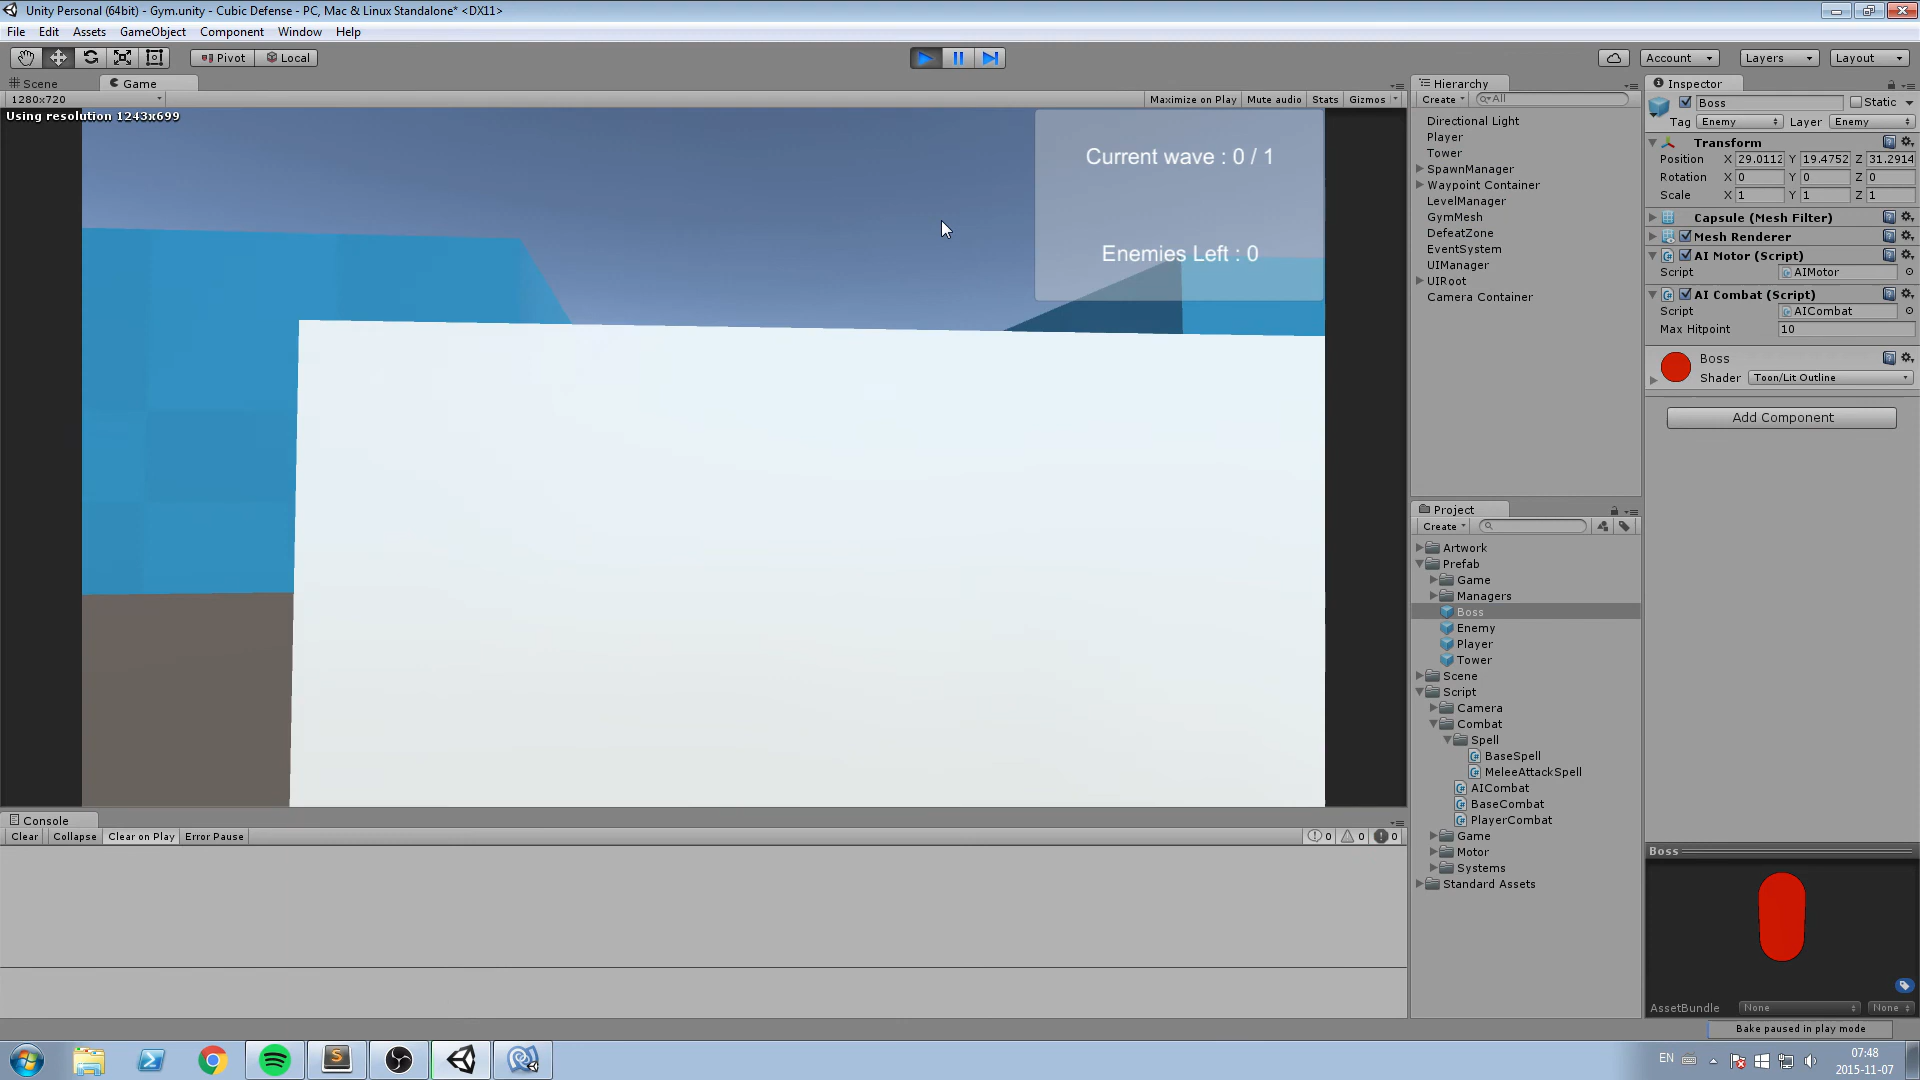 Unity Personal (64bit) - Gym.unity - Cubic Defense - PC, Mac & Linux Standalone* <DX11>
File Edit Assets GameObject Component Window Help
Pivot Local Account Layers Layout
Scene Game
1280x720 Maximize on Play Mute audio Stats Gizmos
Using resolution 1243x699
Current wave : 0 / 1
Enemies Left : 0
Hierarchy
Create All
Directional Light
Player
Tower
SpawnManager
Waypoint Container
LevelManager
GymMesh
DefeatZone
EventSystem
UIManager
UIRoot
Camera Container
Project
Create
Artwork
Prefab
Game
Managers
Boss
Enemy
Player
Tower
Scene
Script
Camera
Combat
Spell
BaseSpell
MeleeAttackSpell
AICombat
BaseCombat
PlayerCombat
Game
Motor
Systems
Standard Assets
Inspector
Boss Static
Tag Enemy Layer Enemy
Transform
Position X 29.0112 Y 19.4752 Z 31.2914
Rotation X 0 Y 0 Z 0
Scale X 1 Y 1 Z 1
Capsule (Mesh Filter)
Mesh Renderer
AI Motor (Script)
Script AIMotor
AI Combat (Script)
Script AICombat
Max Hitpoint 10
Boss
Shader Toon/Lit Outline
Add Component
Boss
AssetBundle None None
Bake paused in play mode
Console
Clear Collapse Clear on Play Error Pause 0 0 0
EN 07:48
2015-11-07